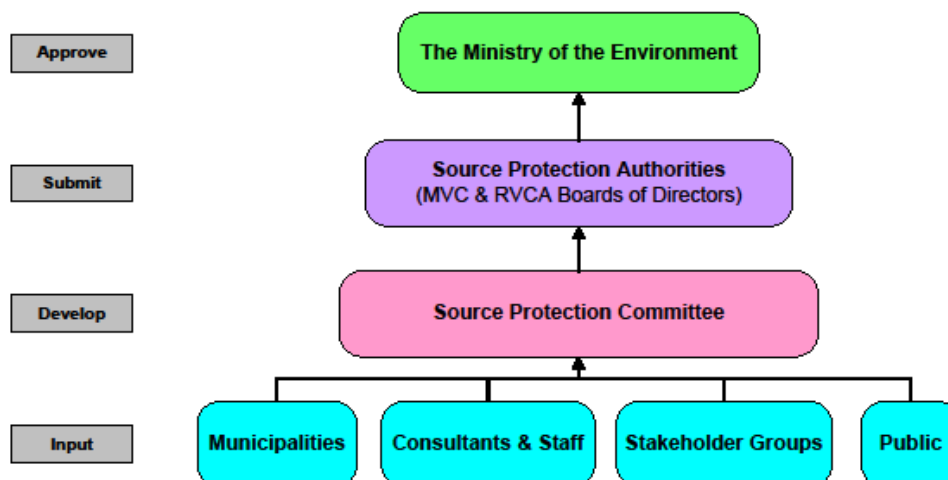 Approve
The Ministry of the Environment
Submit
Source Protection Authorities
(MVC & RVCA Boards of Directors)
Develop
Source Protection Committee
Input
Municipalities
Consultants & Staff
Stakeholder Groups
Public